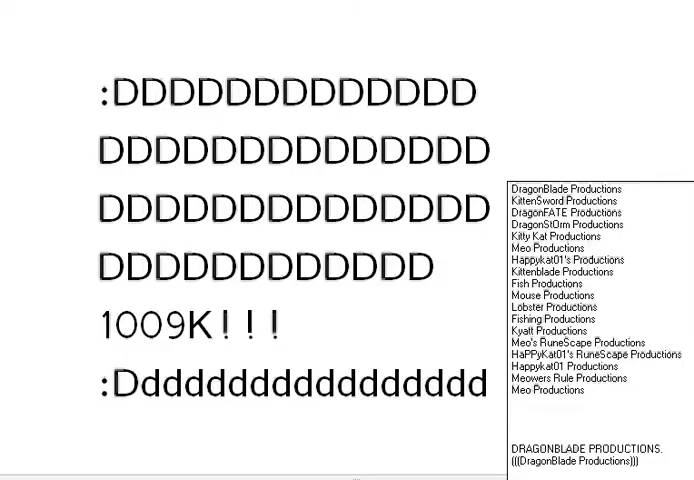 :DDDDDDDDDDDDD
DDDDDDDDDDDDDD
DDDDDDDDDDDDDD
DDDDDDDDDDDD
1009K!!!
:Ddddddddddddddddd
DragonBlade Productions
KittenSword Productions
DragonFATE Productions
DragonSt0rm Productions
Kitty Kat Productions
Meo Productions
Happykat01's Productions
Kittenblade Productions
Fish Productions
Mouse Productions
Lobster Productions
Fishing Productions
Kyatt Productions
Meo's RuneScape Productions
HaPPyKat01's RuneScape Productions
Happykat01 Productions
Meowers Rule Productions
Meo Productions
DRAGONBLADE PRODUCTIONS.
(((DragonBlade Productions)))